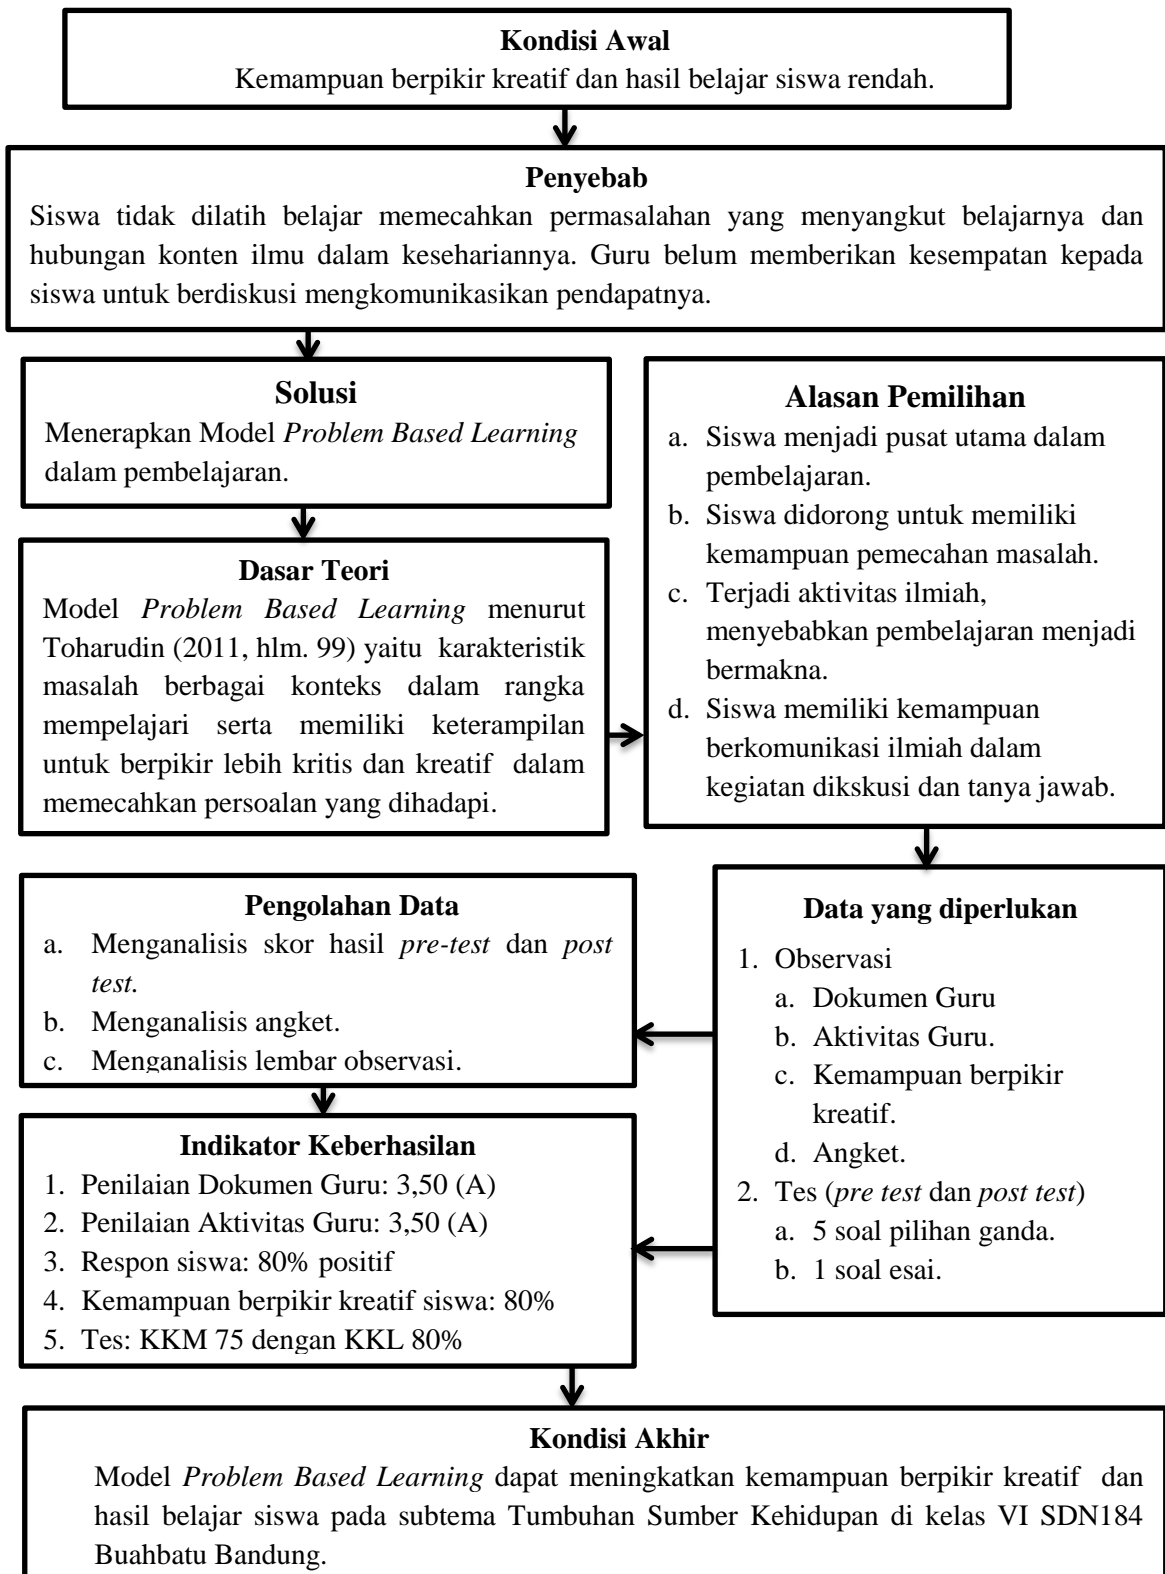 Kondisi Awal
Kemampuan berpikir kreatif dan hasil belajar siswa rendah.
Penyebab
Siswa tidak dilatih belajar memecahkan permasalahan yang menyangkut belajarnya dan
hubungan konten ilmu dalam kesehariannya. Guru belum memberikan kesempatan kepada
siswa untuk berdiskusi mengkomunikasikan pendapatnya.
Solusi
Menerapkan Model Problem Based Learning
dalam pembelajaran.
Dasar Teori
Model Problem Based Learning menurut
Toharudin (2011, hlm. 99) yaitu karakteristik
masalah berbagai konteks dalam rangka
mempelajari serta memiliki keterampilan
untuk berpikir lebih kritis dan kreatif dalam
memecahkan persoalan yang dihadapi.
Alasan Pemilihan
a. Siswa menjadi pusat utama dalam
pembelajaran.
b. Siswa didorong untuk memiliki
kemampuan pemecahan masalah.
c. Terjadi aktivitas ilmiah,
menyebabkan pembelajaran menjadi
bermakna.
d. Siswa memiliki kemampuan
berkomunikasi ilmiah dalam
kegiatan dikskusi dan tanya jawab.
Data yang diperlukan
1. Observasi
a. Dokumen Guru
b. Aktivitas Guru.
c. Kemampuan berpikir
kreatif.
d. Angket.
2. Tes (pre test dan post test)
a. 5 soal pilihan ganda.
b. 1 soal esai.
Pengolahan Data
a. Menganalisis skor hasil pre-test dan post
test.
b. Menganalisis angket.
c. Menganalisis lembar observasi.
Indikator Keberhasilan
1. Penilaian Dokumen Guru: 3,50 (A)
2. Penilaian Aktivitas Guru: 3,50 (A)
3. Respon siswa: 80% positif
4. Kemampuan berpikir kreatif siswa: 80%
5. Tes: KKM 75 dengan KKL 80%
Kondisi Akhir
Model Problem Based Learning dapat meningkatkan kemampuan berpikir kreatif dan
hasil belajar siswa pada subtema Tumbuhan Sumber Kehidupan di kelas VI SDN184
Buahbatu Bandung.